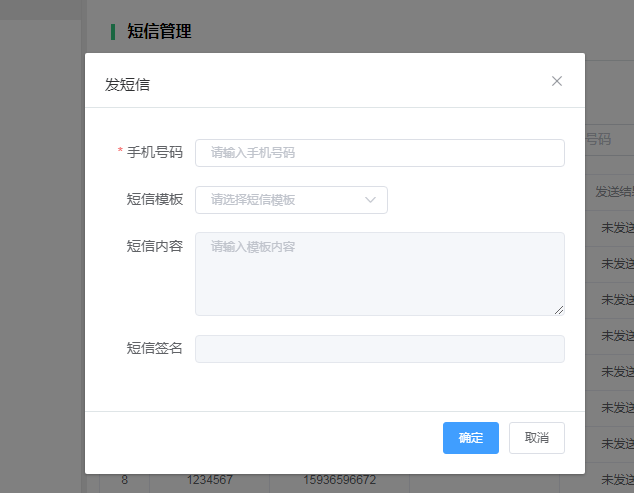 短信管理
发短信
* 手机号码
请输入手机号码
号码
短信模板
请选择短信模板
发送结
未发送
短信内容
请输入模板内容
未发送
未发送
未发送
短信签名
未发送
未发送
确定
取消
未发送
8
1234567
15936596672
未发送